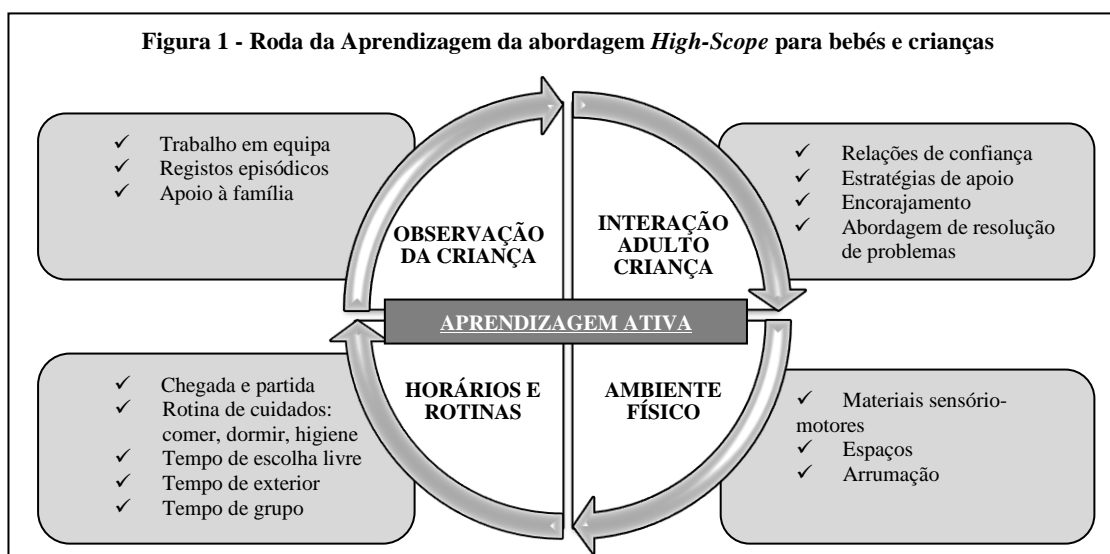 Figura 1 - Roda da Aprendizagem da abordagem High-Scope para bebés e crianças
✓ Trabalho em equipa
✓ Registos episódicos
✓ Apoio à família
✓ Relações de confiança
✓ Estratégias de apoio
✓ Encorajamento
✓ Abordagem de resolução
de problemas
OBSERVAÇÃO
DA CRIANÇA
INTERAÇÃO
ADULTO
CRIANÇA
APRENDIZAGEM ATIVA
HORÁRIOS E
ROTINAS
AMBIENTE
FÍSICO
✓ Chegada e partida
✓ Rotina de cuidados:
comer, dormir, higiene
✓ Tempo de escolha livre
✓ Tempo de exterior
✓ Tempo de grupo
✓ Materiais sensório-
motores
✓ Espaços
✓ Arrumação